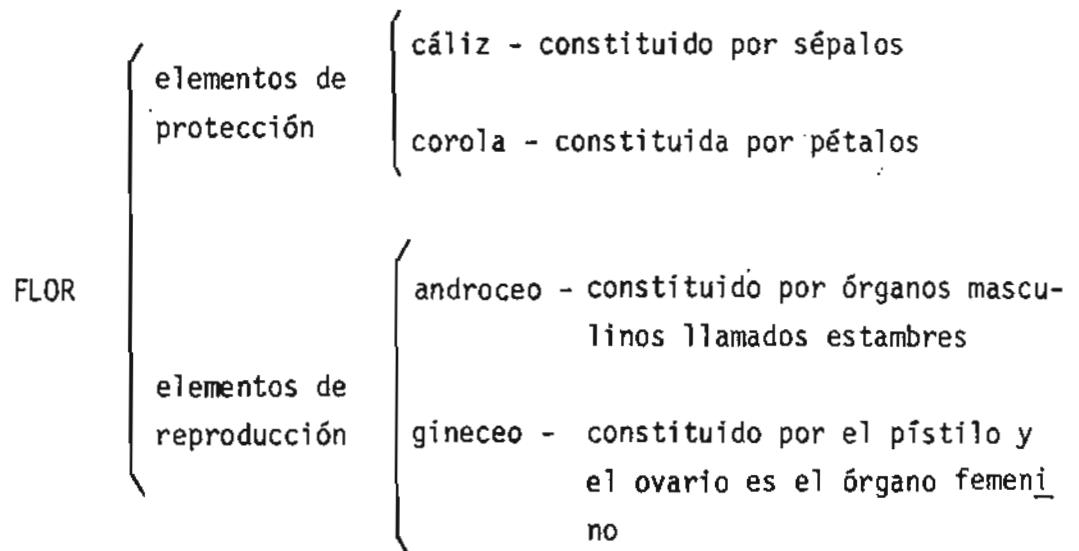 cáliz - constituido por sépalos
elementos de
protección
corola - constituida por pétalos
FLOR
androceo - constituido por órganos mascu-
linos llamados estambres
elementos de
reproducción
gineceo - constituido por el pístilo y
el ovario es el órgano femeni
no